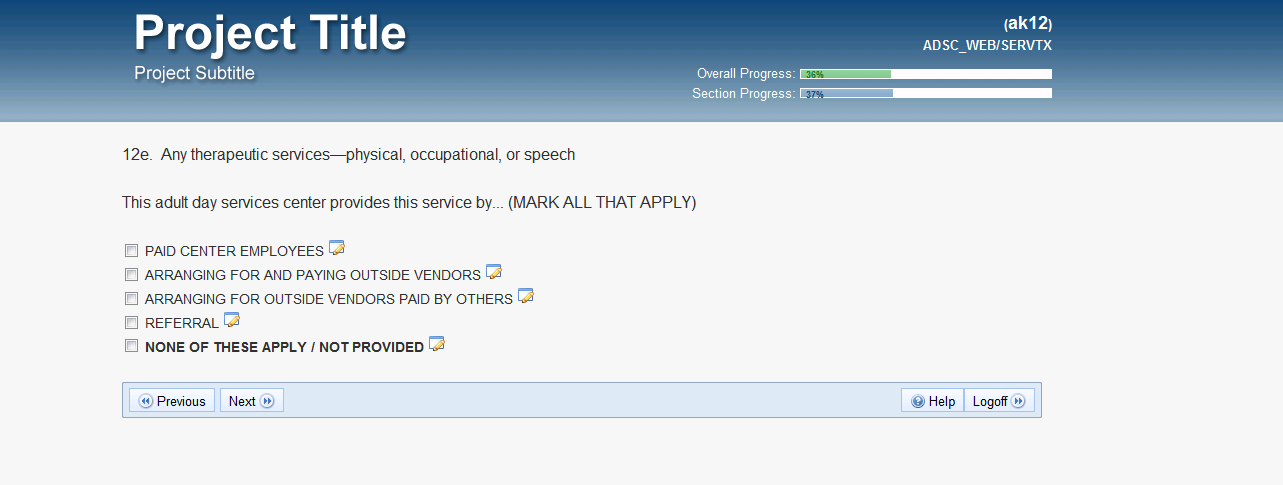 Project Title
Project Subtitle
(ak12)
ADSC_WEB/SERVTX
Overall Progress: 36%
Section Progress: 37%
12e. Any therapeutic services—physical, occupational, or speech
This adult day services center provides this service by... (MARK ALL THAT APPLY)
PAID CENTER EMPLOYEES
ARRANGING FOR AND PAYING OUTSIDE VENDORS
ARRANGING FOR OUTSIDE VENDORS PAID BY OTHERS
REFERRAL
NONE OF THESE APPLY / NOT PROVIDED
Previous Next Help Logoff